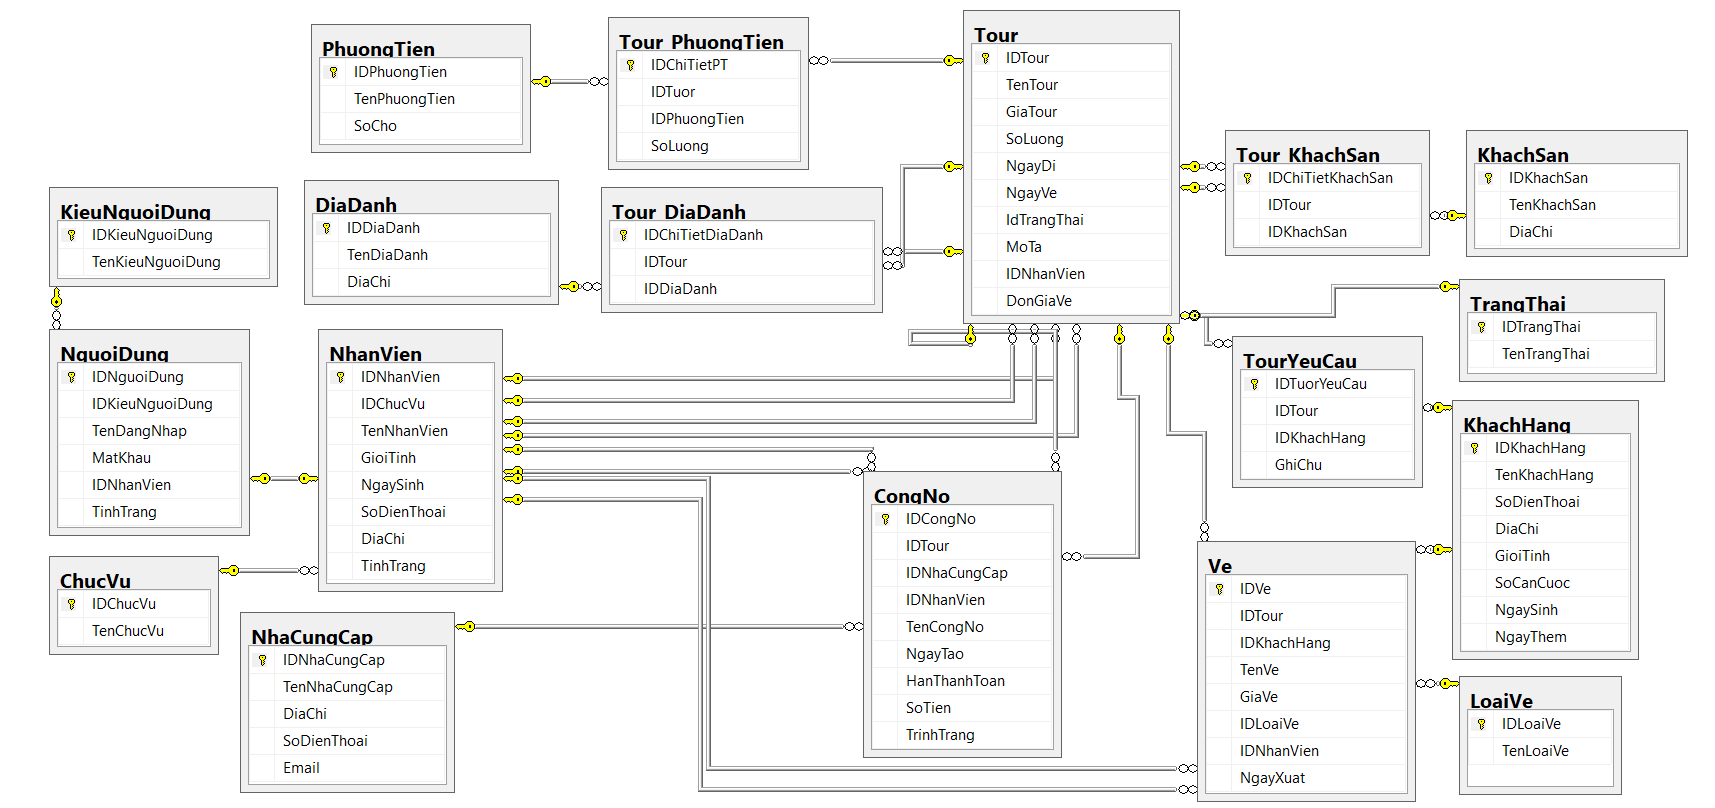 PhuongTien
IDPhuongTien
TenPhuongTien
SoCho
Tour_PhuongTien
IDChiTietPT
IDTuor
IDPhuongTien
SoLuong
Tour
IDTour
TenTour
GiaTour
SoLuong
NgayDi
NgayVe
IdTrangThai
MoTa
IDNhanVien
DonGiaVe
Tour_KhachSan
IDChiTietKhachSan
IDTour
IDKhachSan
KhachSan
IDKhachSan
TenKhachSan
DiaChi
KieuNguoiDung
IDKieuNguoiDung
TenKieuNguoiDung
DiaDanh
IDDiaDanh
TenDiaDanh
DiaChi
Tour_DiaDanh
IDChiTietDiaDanh
IDTour
IDDiaDanh
TrangThai
IDTrangThai
TenTrangThai
NguoiDung
IDNguoiDung
IDKieuNguoiDung
TenDangNhap
MatKhau
IDNhanVien
TinhTrang
NhanVien
IDNhanVien
IDChucVu
TenNhanVien
GioiTinh
NgaySinh
SoDienThoai
DiaChi
TinhTrang
TourYeuCau
IDTuorYeuCau
IDTour
IDKhachHang
GhiChu
KhachHang
IDKhachHang
TenKhachHang
SoDienThoai
DiaChi
GioiTinh
SoCanCuoc
NgaySinh
NgayThem
CongNo
IDCongNo
IDTour
IDNhaCungCap
IDNhanVien
TenCongNo
NgayTao
HanThanhToan
SoTien
TrinhTrang
ChucVu
IDChucVu
TenChucVu
NhaCungCap
IDNhaCungCap
TenNhaCungCap
DiaChi
SoDienThoai
Email
Ve
IDVe
IDTour
IDKhachHang
TenVe
GiaVe
IDLoaiVe
IDNhanVien
NgayXuat
LoaiVe
IDLoaiVe
TenLoaiVe